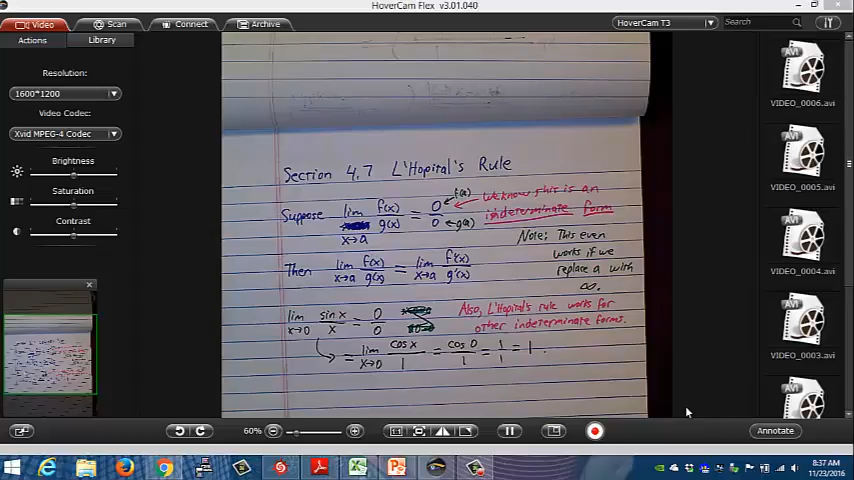 HoverCam Flex v3.01.040
Video
Scan
Connect
Archive
HoverCam T3
Search
Actions
Library
Resolution:
1600*1200
Video Codec:
Xvid MPEG-4 Codec
Brightness
Saturation
Contrast
Section 4.7 L'Hopital's Rule
Suppose lim x→a f(x)/g(x) = 0/0 ← f(a) ← g(a)
← We know this is an
indeterminate form
Note: This even
works if we
replace a with
∞.
Then lim x→a f(x)/g(x) = lim x→a f'(x)/g'(x)
lim x→0 sin x/x = 0/0
Also, L'Hopital's rule works for
other indeterminate forms.
= lim x→0 cos x/1 = cos 0/1 = 1/1 = 1.
VIDEO_0006.avi
VIDEO_0005.avi
VIDEO_0004.avi
VIDEO_0003.avi
60%
1:1
Annotate
8:37 AM
11/23/2016